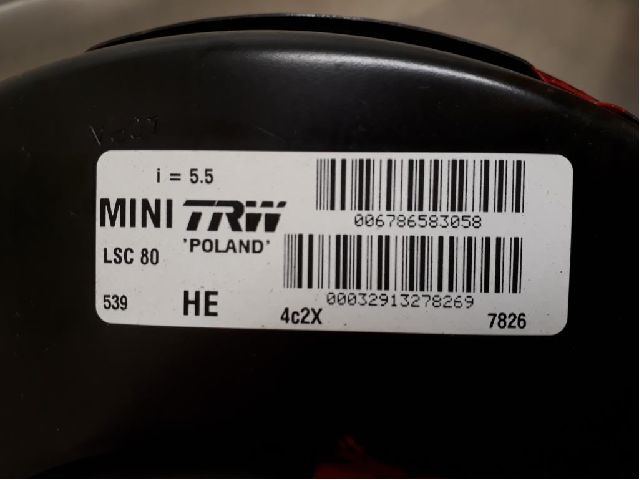 i = 5.5
MINI TRW
006786583058
'POLAND'
LSC 80
00032913278269
539 HE 4c2X 7826